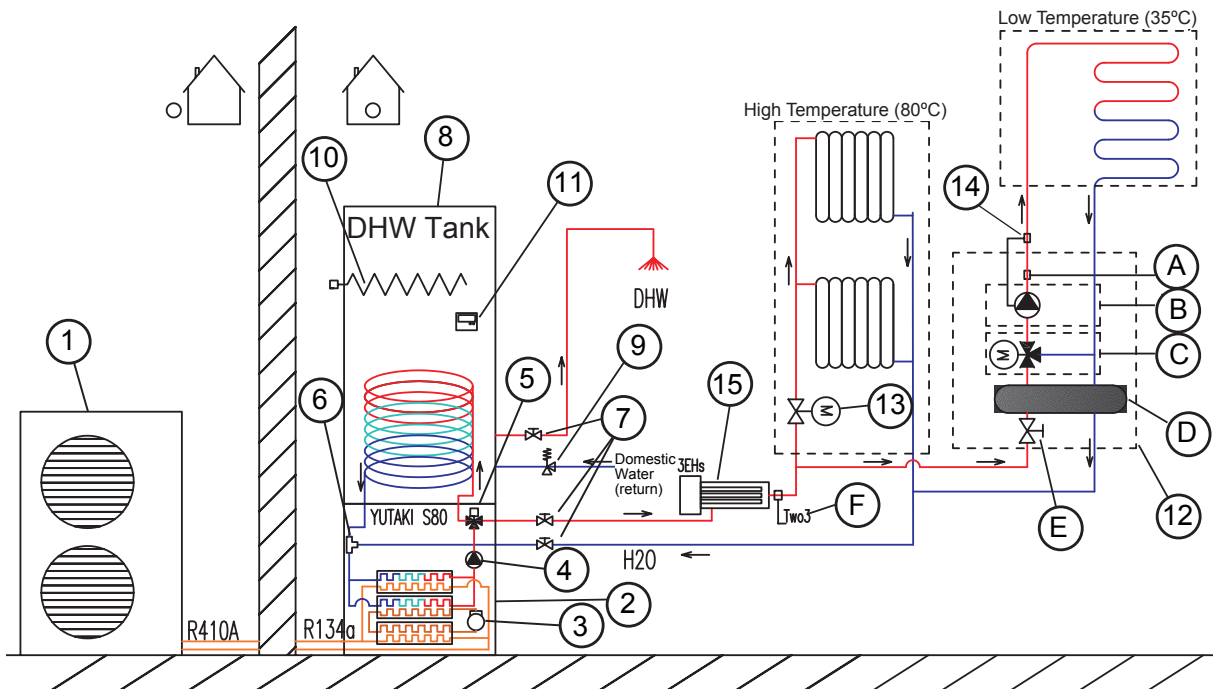 Low Temperature (35ºC)
High Temperature (80ºC)
8
10
11
14
DHW Tank
A
DHW
B
1
9
M
C
5
6
7
15
M
13
D
Domestic
Water
(return)
3EHs
YUTAKI S80
Two3
F
E
12
H2O
4
2
3
R410A
R134a